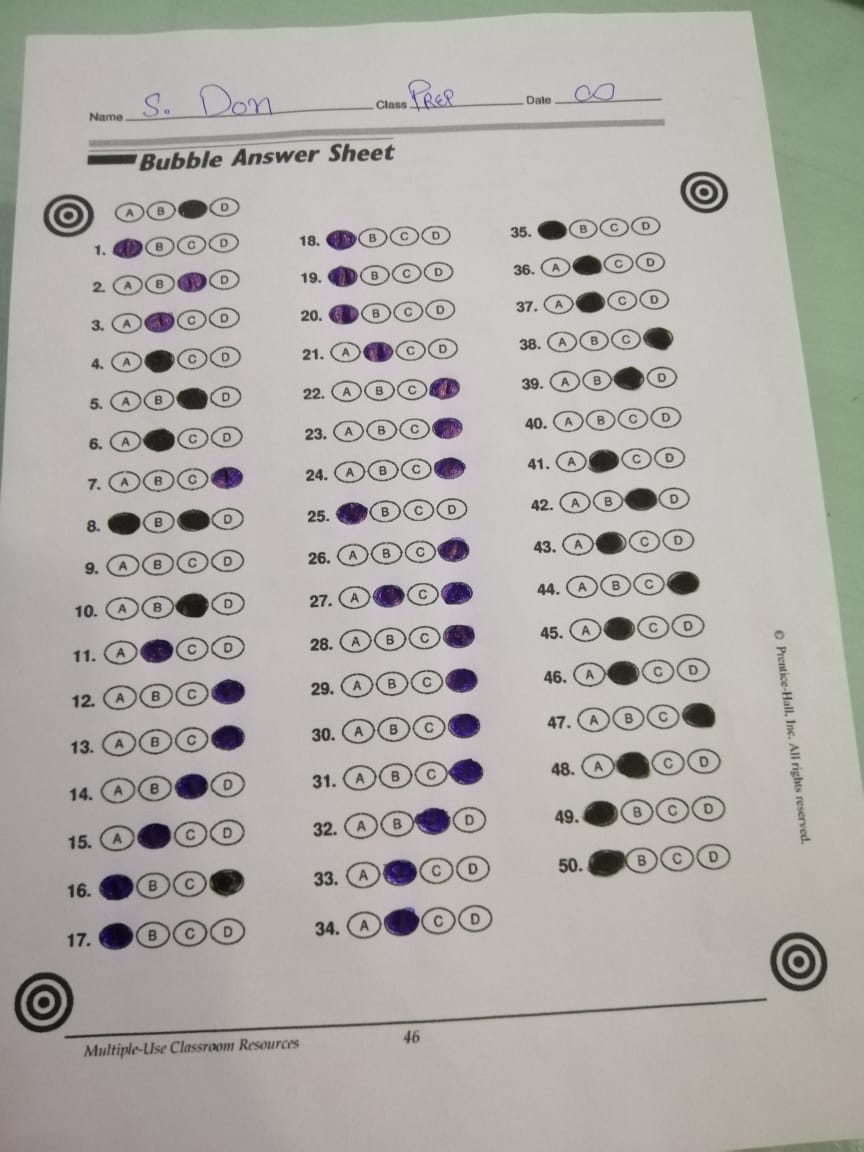 Name S. Don Class PREP Date
Bubble Answer Sheet
A B D
1. B C D
2. A B D
3. A C D
4. A C D
5. A B D
6. A C D
7. A B C
8. B D
9. A B C D
10. A B D
11. A C D
12. A B C
13. A B C
14. A B D
15. A C D
16. B C
17. B C D
18. B C D
19. B C D
20. B C D
21. A C D
22. A B C
23. A B C
24. A B C
25. B C D
26. A B C
27. A C
28. A B C
29. A B C
30. A B C
31. A B C
32. A B D
33. A C D
34. A C D
35. B C D
36. A C D
37. A C D
38. A B C
39. A B D
40. A B C D
41. A C D
42. A B D
43. A C D
44. A B C
45. A C D
46. A C D
47. A B C
48. A C D
49. B C D
50. B C D
© Prentice-Hall, Inc. All rights reserved.
Multiple-Use Classroom Resources
46